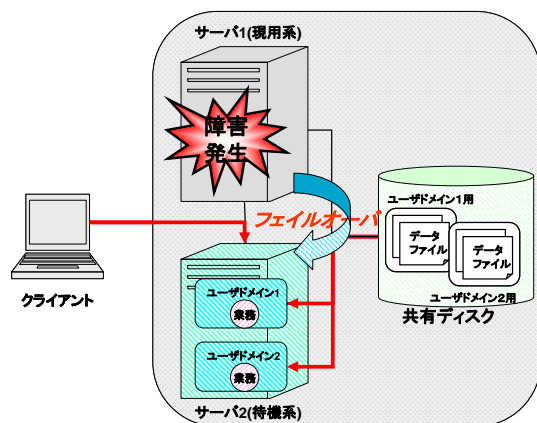 サーバ1(現用系)
障害
発生
フェイルオーバ
ユーザドメイン1用
データ
ファイル
データ
ファイル
ユーザドメイン2用
共有ディスク
クライアント
ユーザドメイン1
業務
ユーザドメイン2
業務
サーバ2(待機系)